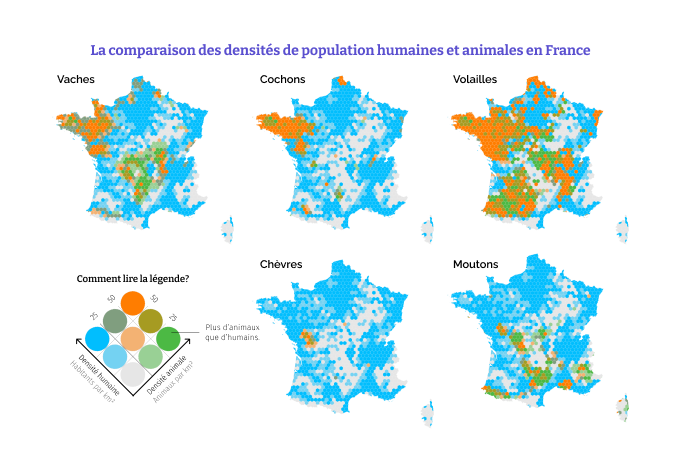 La comparaison des densités de population humaines et animales en France
Vaches
Cochons
Volailles
Comment lire la légende?
50
50
25
Plus d'animaux
que d'humains.
Densité humaine
Habitants par km²
Densité animale
Animaux par km²
Chèvres
Moutons